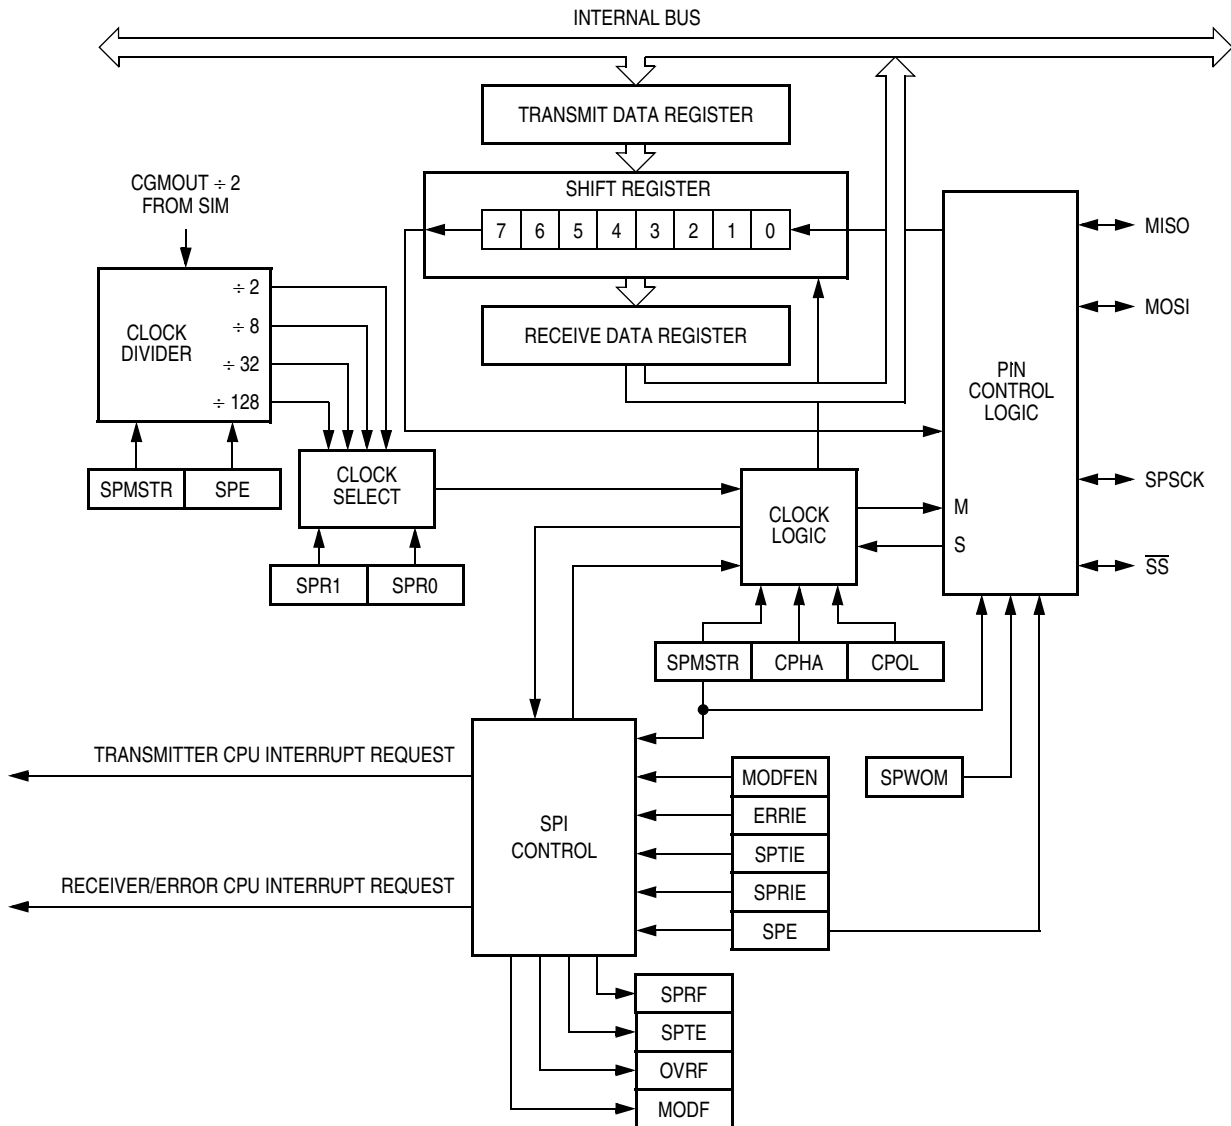 INTERNAL BUS
TRANSMIT DATA REGISTER
CGMOUT ÷ 2
FROM SIM
SHIFT REGISTER
7 6 5 4 3 2 1 0
MISO
÷ 2
÷ 8
÷ 32
÷ 128
CLOCK
DIVIDER
RECEIVE DATA REGISTER
MOSI
PIN
CONTROL
LOGIC
SPMSTR SPE
CLOCK
SELECT
SPSCK
M
S
CLOCK
LOGIC
SS
SPR1 SPR0
SPMSTR CPHA CPOL
TRANSMITTER CPU INTERRUPT REQUEST
MODFEN
SPWOM
ERRIE
SPI
CONTROL
SPTIE
RECEIVER/ERROR CPU INTERRUPT REQUEST
SPRIE
SPE
SPRF
SPTE
OVRF
MODF